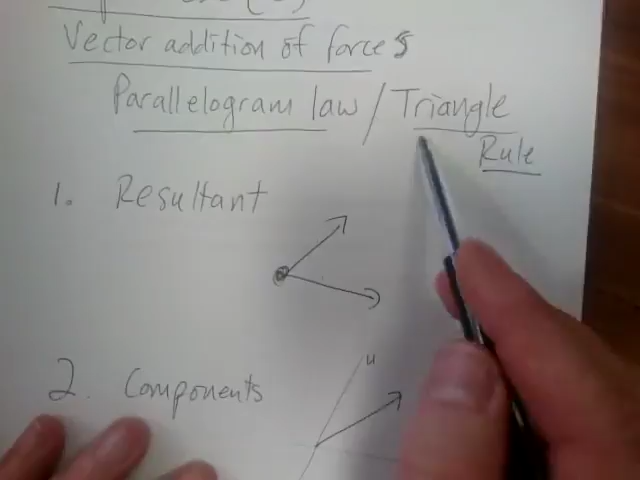 Vector addition of forces
Parallelogram law / Triangle
Rule
1. Resultant
2. Components
u